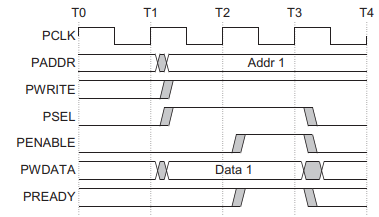 T0 T1 T2 T3 T4
PCLK
PADDR Addr 1
PWRITE
PSEL
PENABLE
PWDATA Data 1
PREADY